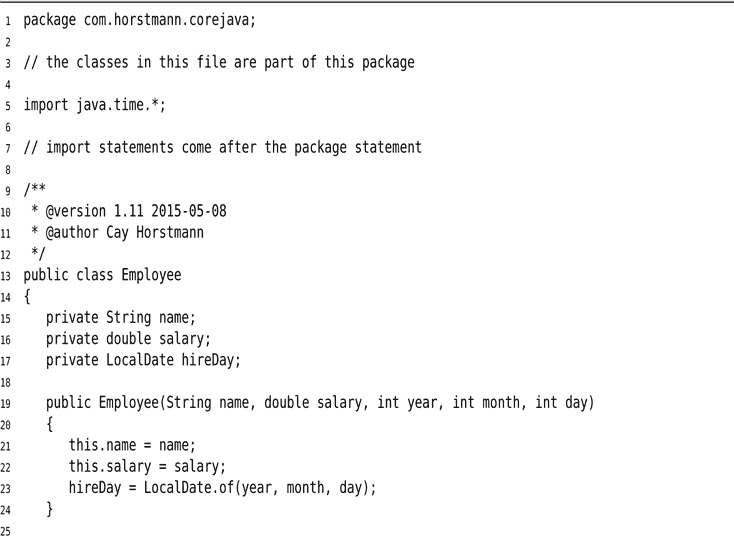 1 package com.horstmann.corejava;
2
3 // the classes in this file are part of this package
4
5 import java.time.*;
6
7 // import statements come after the package statement
8
9 /**
10  * @version 1.11 2015-05-08
11  * @author Cay Horstmann
12  */
13 public class Employee
14 {
15    private String name;
16    private double salary;
17    private LocalDate hireDay;
18
19    public Employee(String name, double salary, int year, int month, int day)
20    {
21       this.name = name;
22       this.salary = salary;
23       hireDay = LocalDate.of(year, month, day);
24    }
25